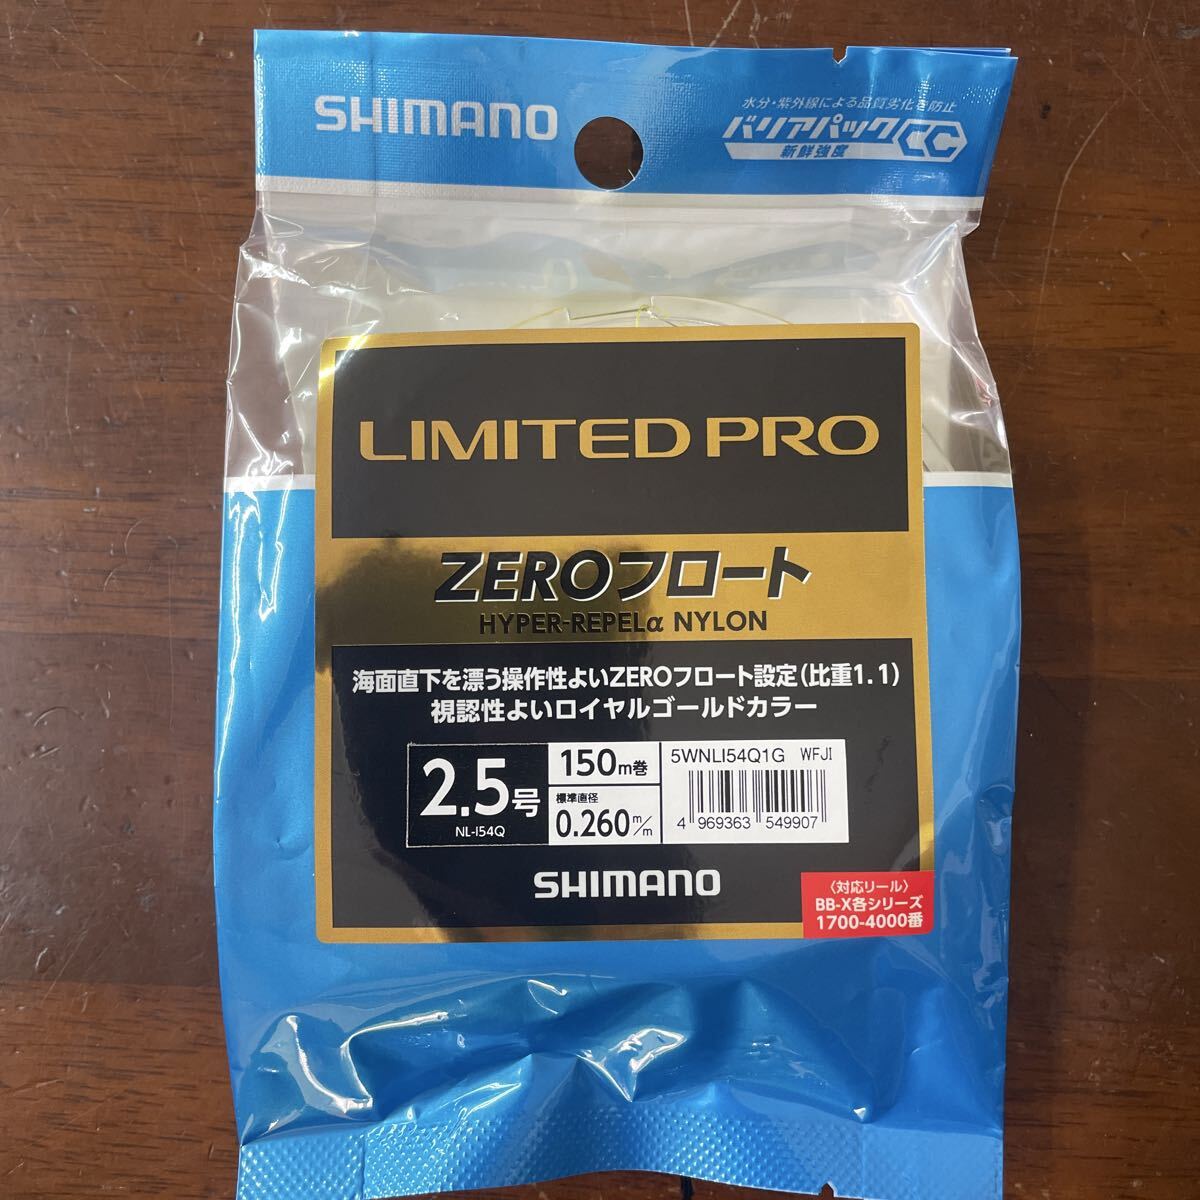 SHIMANO
水分・紫外線による品質劣化を防止
バリアパックCC
新鮮強度
LIMITED PRO
ZEROフロート
HYPER-REPELα NYLON
海面直下を漂う操作性よいZEROフロート設定(比重1.1)
視認性よいロイヤルゴールドカラー
2.5号
NL-I54Q
150m巻
標準直径
0.260m/m
5WNLI54Q1G WFJI
4 969363 549907
SHIMANO
〈対応リール〉
BB-X各シリーズ
1700-4000番